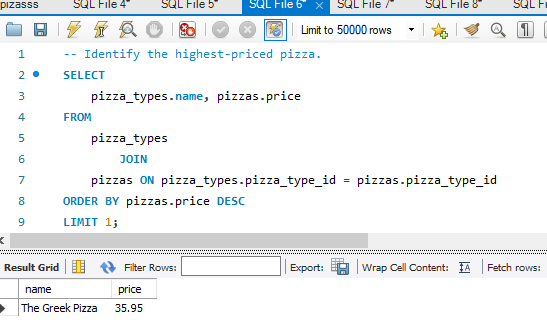 pizasss SQL File 4* SQL File 5* SQL File 6* × SQL File 7* SQL File 8* SQL Fi
Limit to 50000 rows
1 -- Identify the highest-priced pizza.
2 SELECT
3 pizza_types.name, pizzas.price
4 FROM
5 pizza_types
6 JOIN
7 pizzas ON pizza_types.pizza_type_id = pizzas.pizza_type_id
8 ORDER BY pizzas.price DESC
9 LIMIT 1;
Result Grid Filter Rows: Export: Wrap Cell Content: IA Fetch rows:
name price
The Greek Pizza 35.95